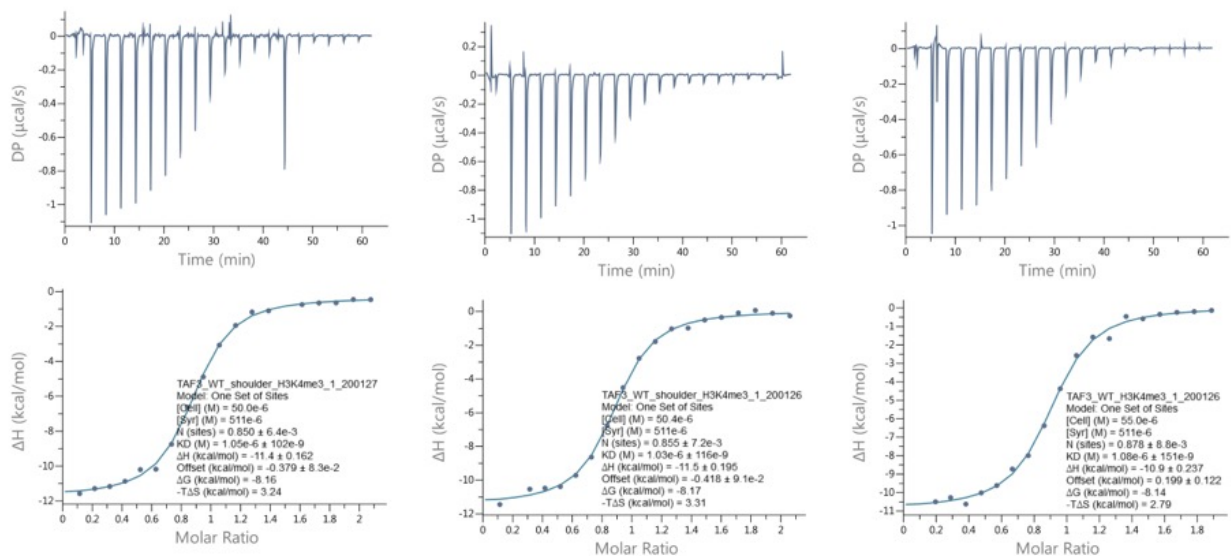 DP (μcal/s)
0
-0.2
-0.4
-0.6
-0.8
-1
0 10 20 30 40 50 60
Time (min)
DP (μcal/s)
0.2
0
-0.2
-0.4
-0.6
-0.8
-1
0 10 20 30 40 50 60
Time (min)
DP (μcal/s)
0
-0.2
-0.4
-0.6
-0.8
-1
0 10 20 30 40 50 60
Time (min)
ΔH (kcal/mol)
0
-2
-4
-6
-8
-10
-12
TAF3_WT_shoulder_H3K4me3_1_200127
Model: One Set of Sites
[Cell] (M) = 50.0e-6
[Syr] (M) = 511e-6
N (sites) = 0.850 ± 6.4e-3
KD (M) = 1.05e-6 ± 102e-9
ΔH (kcal/mol) = -11.4 ± 0.162
Offset (kcal/mol) = -0.379 ± 8.3e-2
ΔG (kcal/mol) = -8.16
-TΔS (kcal/mol) = 3.24
0 0.2 0.4 0.6 0.8 1 1.2 1.4 1.6 1.8 2
Molar Ratio
ΔH (kcal/mol)
0
-2
-4
-6
-8
-10
-12
TAF3_WT_shoulder_H3K4me3_1_200126
Model: One Set of Sites
[Cell] (M) = 50.4e-6
[Syr] (M) = 511e-6
N (sites) = 0.855 ± 7.2e-3
KD (M) = 1.03e-6 ± 116e-9
ΔH (kcal/mol) = -11.5 ± 0.195
Offset (kcal/mol) = -0.418 ± 9.1e-2
ΔG (kcal/mol) = -8.17
-TΔS (kcal/mol) = 3.31
0 0.2 0.4 0.6 0.8 1 1.2 1.4 1.6 1.8 2
Molar Ratio
ΔH (kcal/mol)
0
-1
-2
-3
-4
-5
-6
-7
-8
-9
-10
-11
TAF3_WT_shoulder_H3K4me3_1_200126
Model: One Set of Sites
[Cell] (M) = 55.0e-6
[Syr] (M) = 511e-6
N (sites) = 0.878 ± 8.8e-3
KD (M) = 1.08e-6 ± 151e-9
ΔH (kcal/mol) = -10.9 ± 0.237
Offset (kcal/mol) = 0.199 ± 0.122
ΔG (kcal/mol) = -8.14
-TΔS (kcal/mol) = 2.79
0 0.2 0.4 0.6 0.8 1 1.2 1.4 1.6 1.8
Molar Ratio